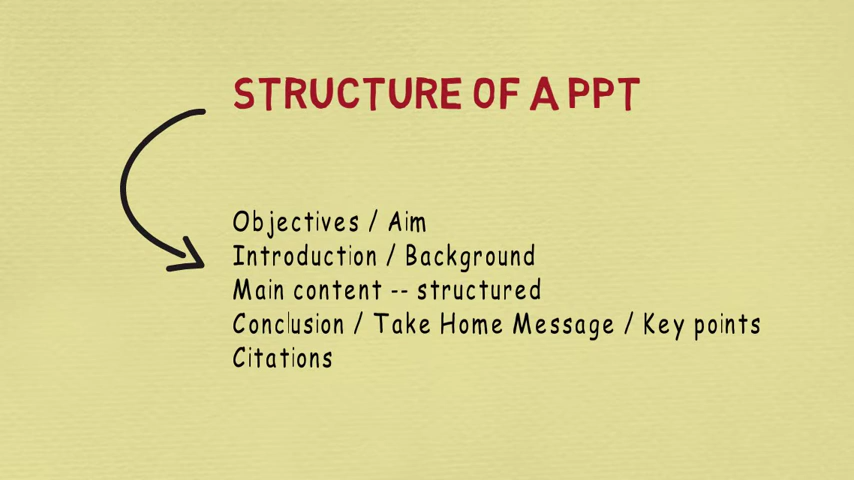 STRUCTURE OF A PPT
Objectives / Aim
Introduction / Background
Main content -- structured
Conclusion / Take Home Message / Key points
Citations